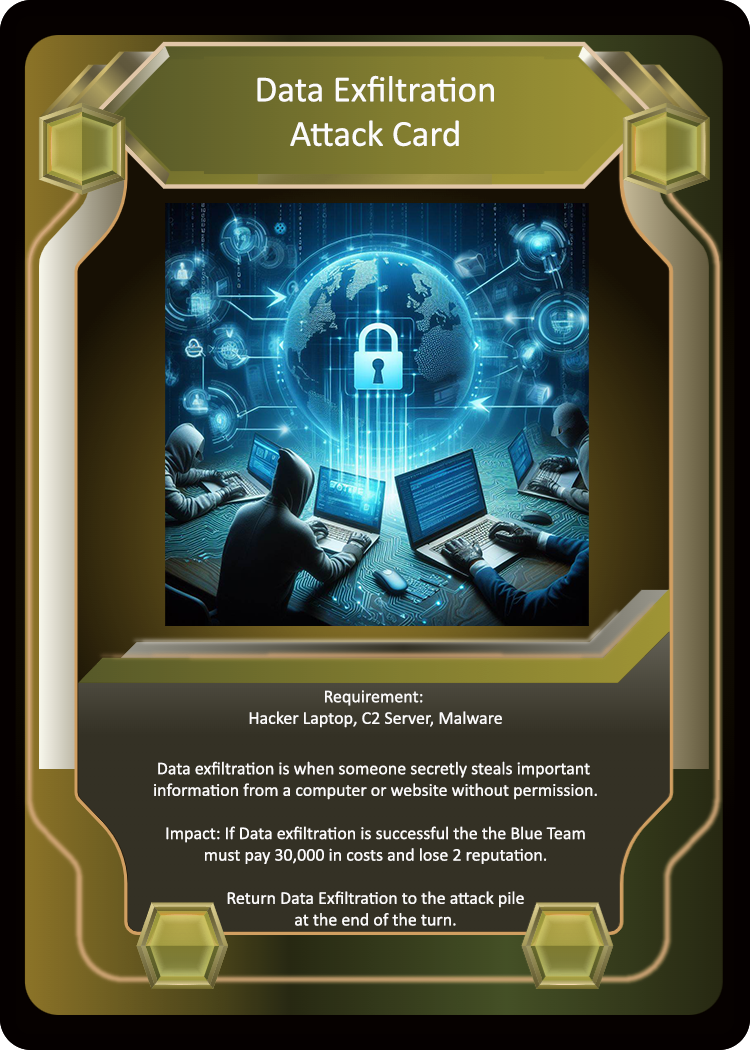 Data Exfiltration
Attack Card
Requirement:
Hacker Laptop, C2 Server, Malware
Data exfiltration is when someone secretly steals important
information from a computer or website without permission.
Impact: If Data exfiltration is successful the the Blue Team
must pay 30,000 in costs and lose 2 reputation.
Return Data Exfiltration to the attack pile
at the end of the turn.